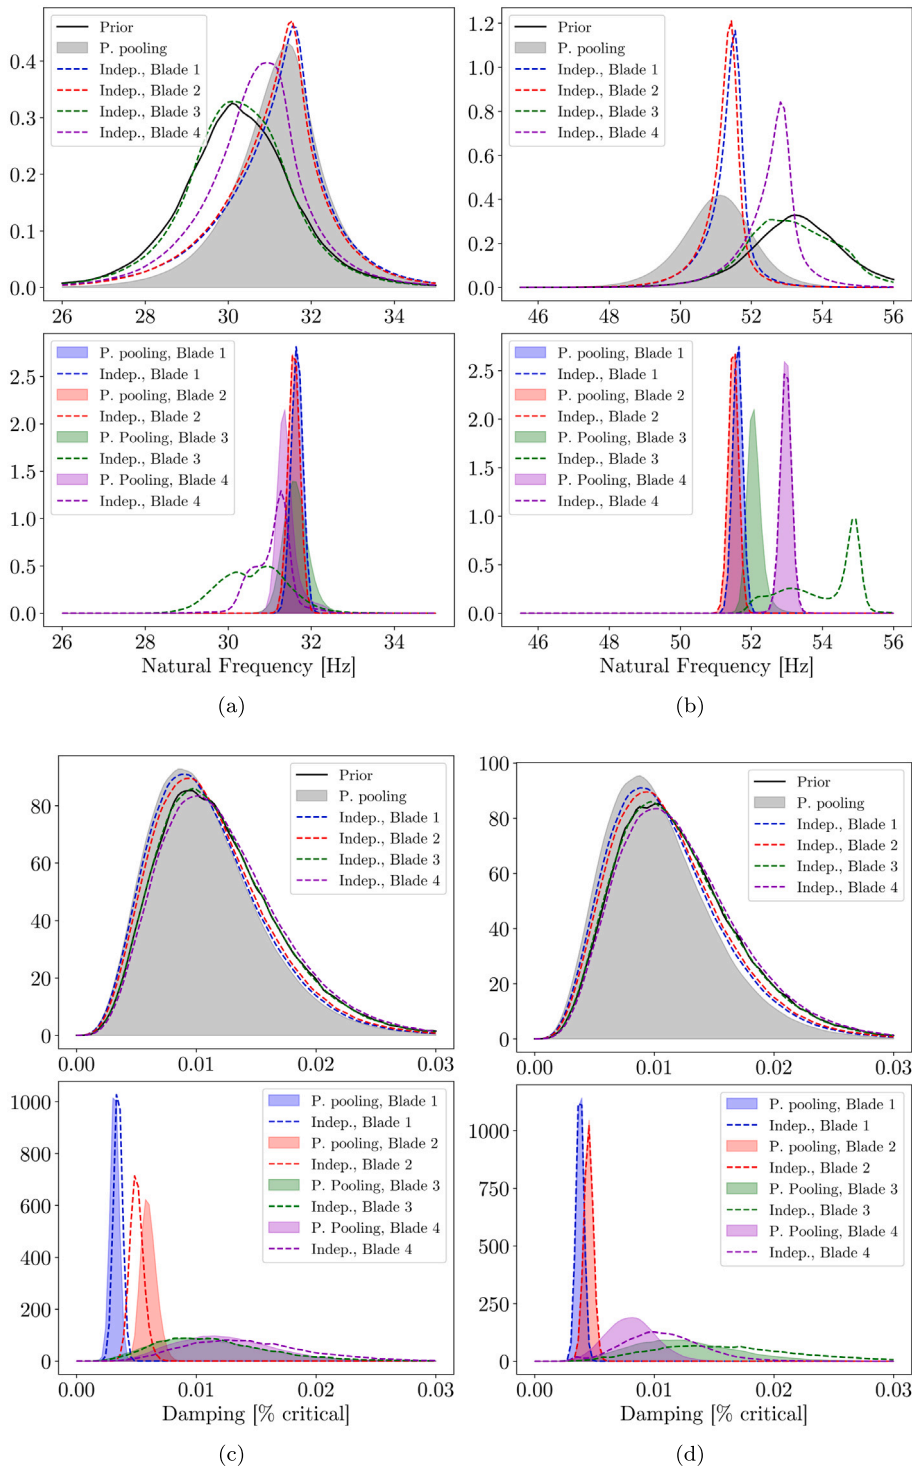 Prior
P. pooling
Indep., Blade 1
Indep., Blade 2
Indep., Blade 3
Indep., Blade 4
0.4
0.3
0.2
0.1
0.0
26 28 30 32 34
P. pooling, Blade 1
Indep., Blade 1
P. pooling, Blade 2
Indep., Blade 2
P. Pooling, Blade 3
Indep., Blade 3
P. Pooling, Blade 4
Indep., Blade 4
2.5
2.0
1.5
1.0
0.5
0.0
26 28 30 32 34
Natural Frequency [Hz]
(a)
Prior
P. pooling
Indep., Blade 1
Indep., Blade 2
Indep., Blade 3
Indep., Blade 4
1.2
1.0
0.8
0.6
0.4
0.2
0.0
46 48 50 52 54 56
P. pooling, Blade 1
Indep., Blade 1
P. pooling, Blade 2
Indep., Blade 2
P. Pooling, Blade 3
Indep., Blade 3
P. Pooling, Blade 4
Indep., Blade 4
2.5
2.0
1.5
1.0
0.5
0.0
46 48 50 52 54 56
Natural Frequency [Hz]
(b)
Prior
P. pooling
Indep., Blade 1
Indep., Blade 2
Indep., Blade 3
Indep., Blade 4
80
60
40
20
0
0.00 0.01 0.02 0.03
P. pooling, Blade 1
Indep., Blade 1
P. pooling, Blade 2
Indep., Blade 2
P. Pooling, Blade 3
Indep., Blade 3
P. Pooling, Blade 4
Indep., Blade 4
1000
800
600
400
200
0
0.00 0.01 0.02 0.03
Damping [% critical]
(c)
Prior
P. pooling
Indep., Blade 1
Indep., Blade 2
Indep., Blade 3
Indep., Blade 4
100
80
60
40
20
0
0.00 0.01 0.02 0.03
P. pooling, Blade 1
Indep., Blade 1
P. pooling, Blade 2
Indep., Blade 2
P. Pooling, Blade 3
Indep., Blade 3
P. Pooling, Blade 4
Indep., Blade 4
1000
750
500
250
0
0.00 0.01 0.02 0.03
Damping [% critical]
(d)